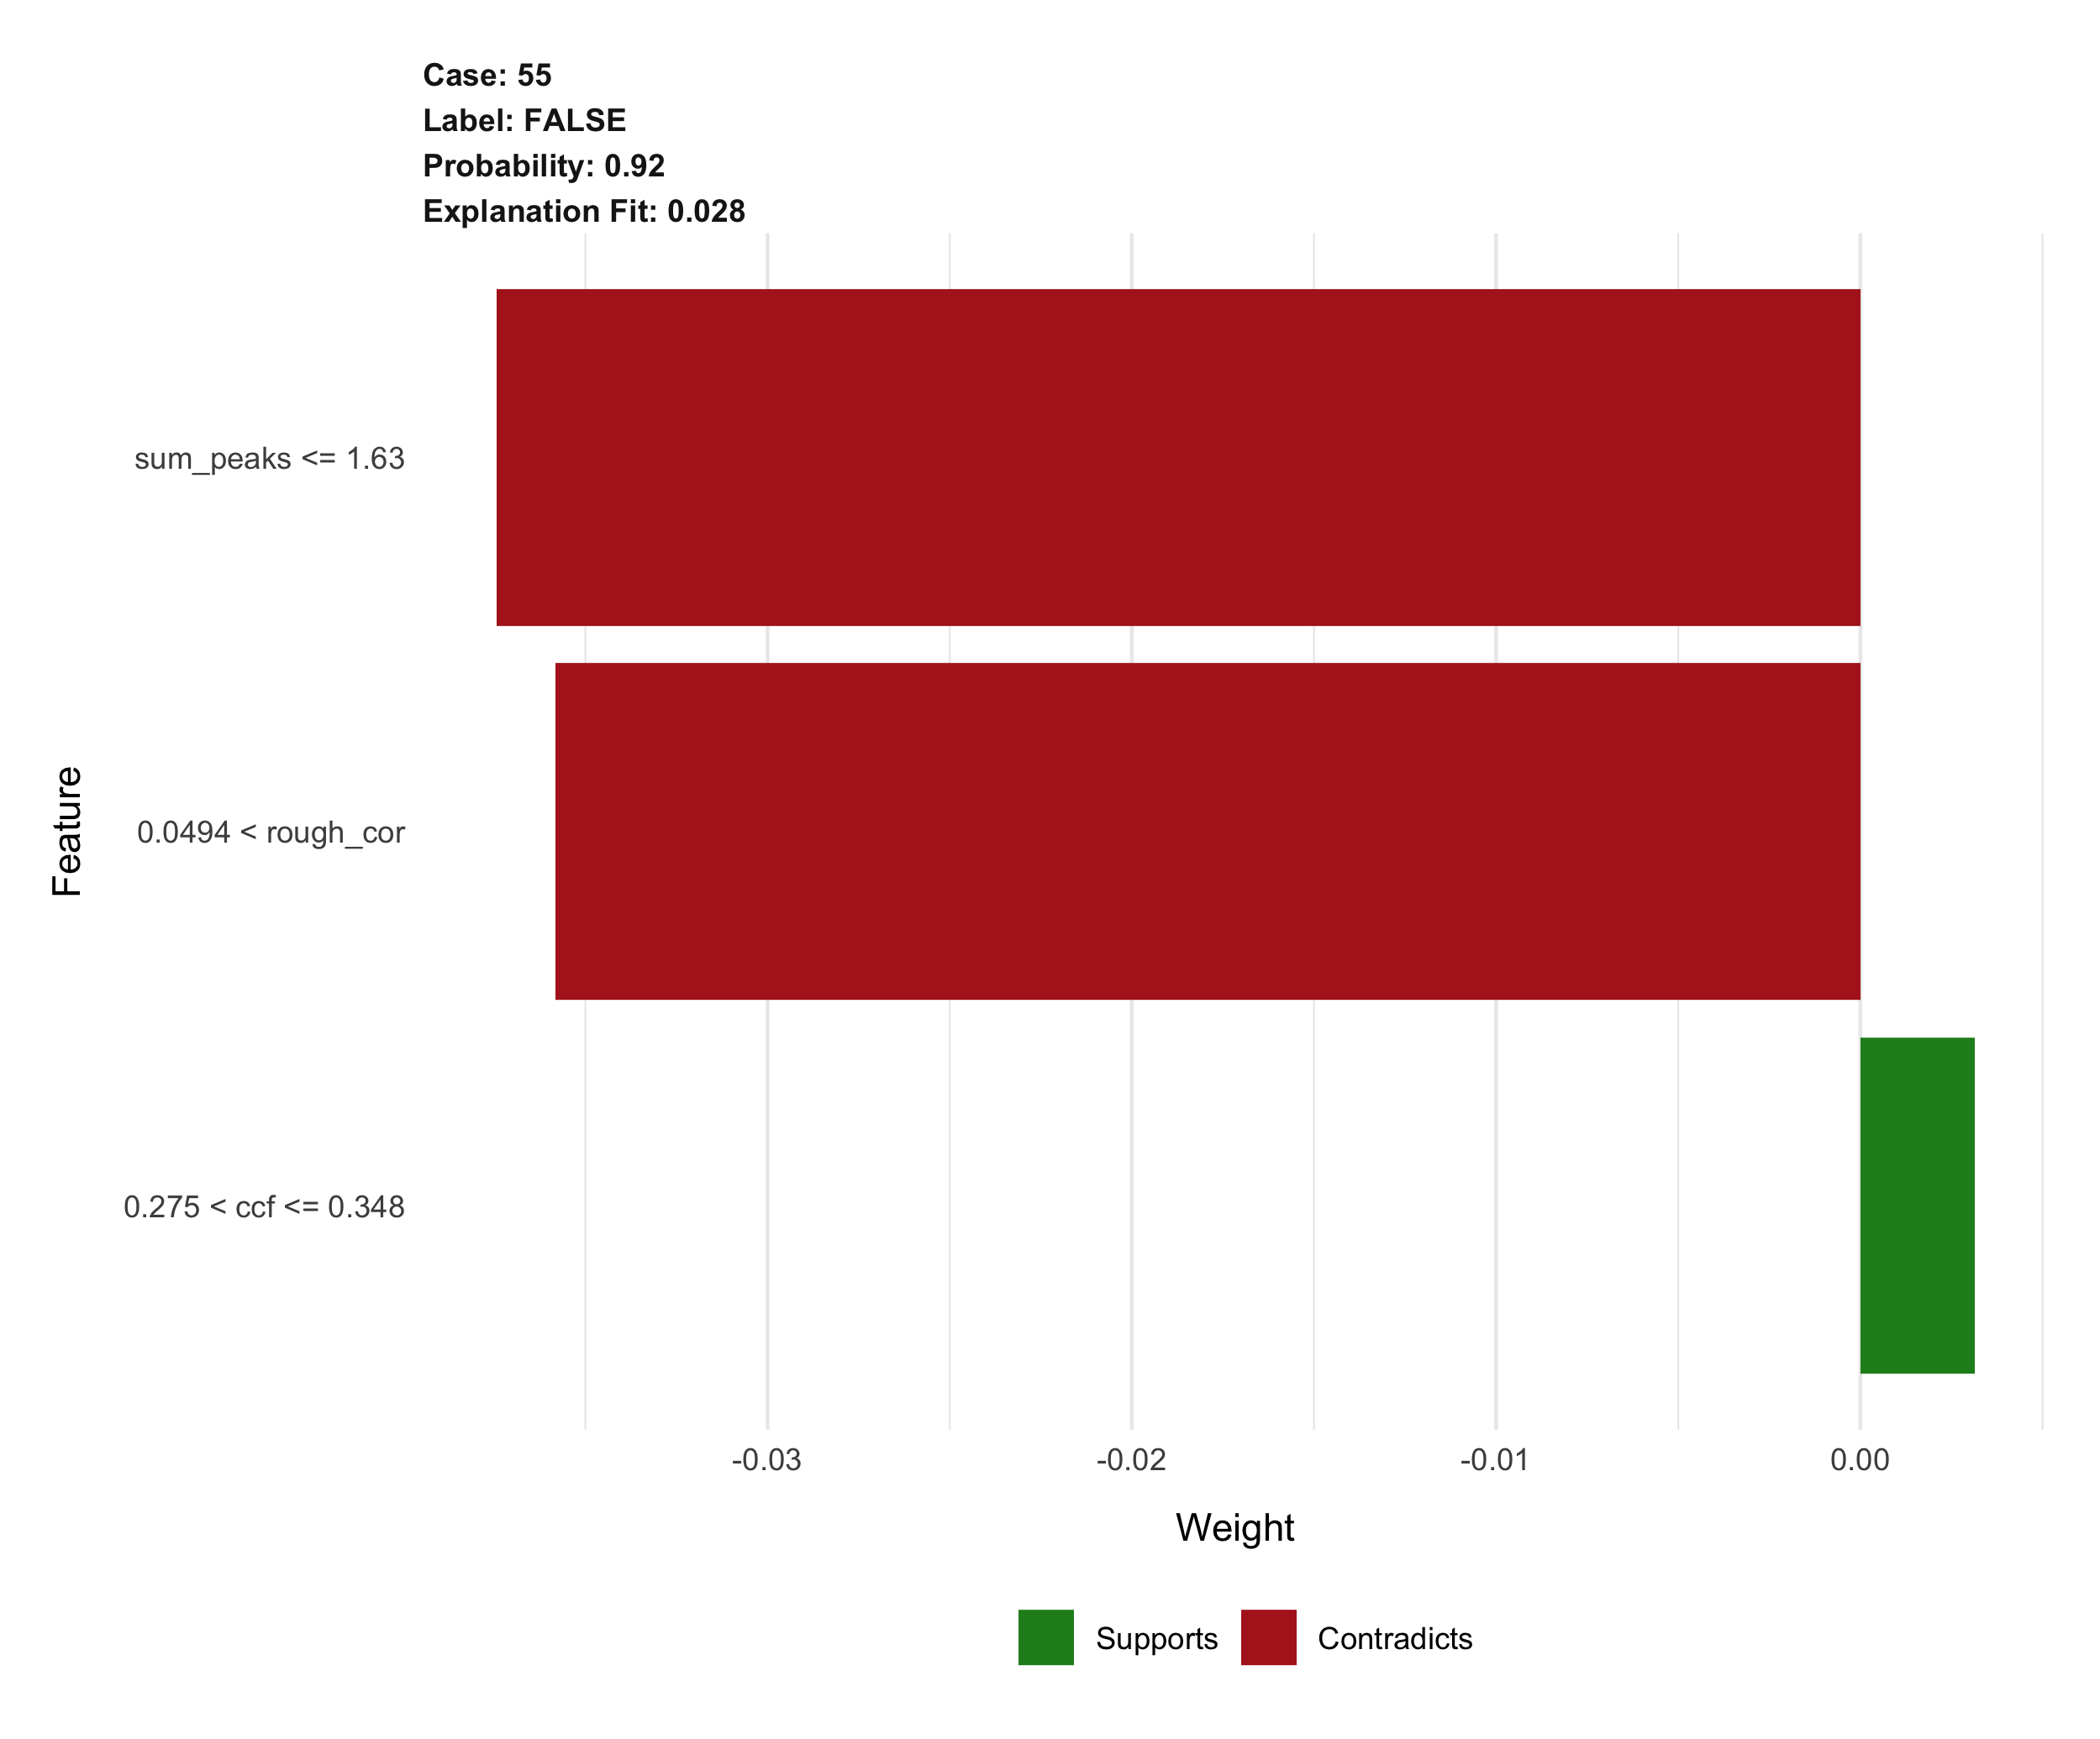 Case: 55
Label: FALSE
Probability: 0.92
Explanation Fit: 0.028
sum_peaks <= 1.63
0.0494 < rough_cor
0.275 < ccf <= 0.348
Feature
-0.03 -0.02 -0.01 0.00
Weight
Supports Contradicts